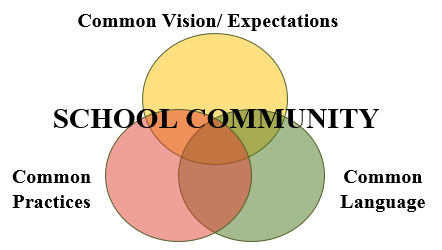 Common Vision/ Expectations
SCHOOL COMMUNITY
Common
Practices
Common
Language